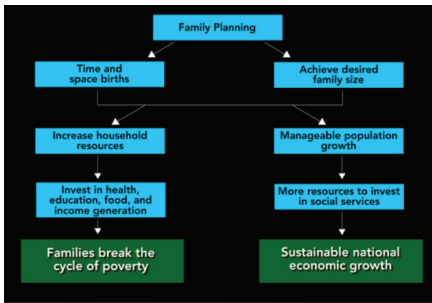 Family Planning
Time and
space births
Achieve desired
family size
Increase household
resources
Manageable population
growth
Invest in health,
education, food, and
income generation
More resources to invest
in social services
Families break the
cycle of poverty
Sustainable national
economic growth